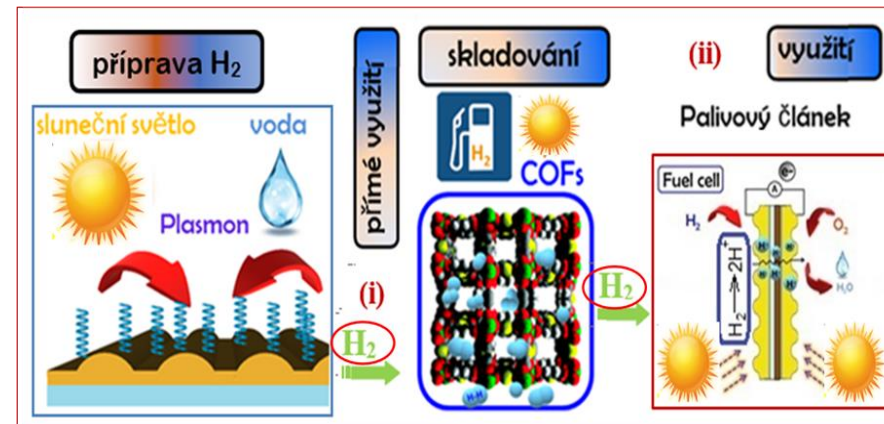 příprava H₂
sluneční světlo
voda
Plasmon
přímé využití
(i)
H₂
skladování
H₂
COFs
H-H
H₂
(ii)
využití
Palivový článek
Fuel cell
e-
A
H₂
O₂
H₂ → 2H⁺
H₂O